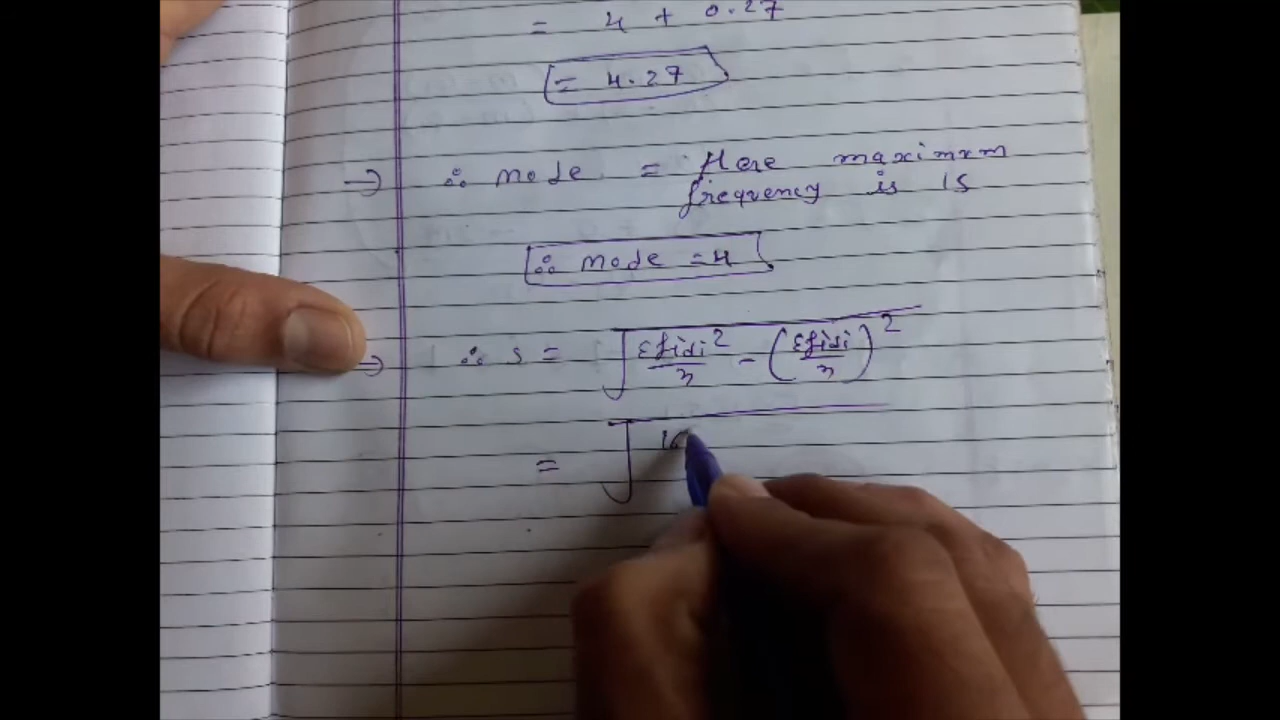 = 4 + 0.27
= 4.27
→ ∴ mode = Here maximum
frequency is 15
∴ mode = 4
→ ∴ s = √(Σfidi²/n - (Σfidi/n)²)
= √